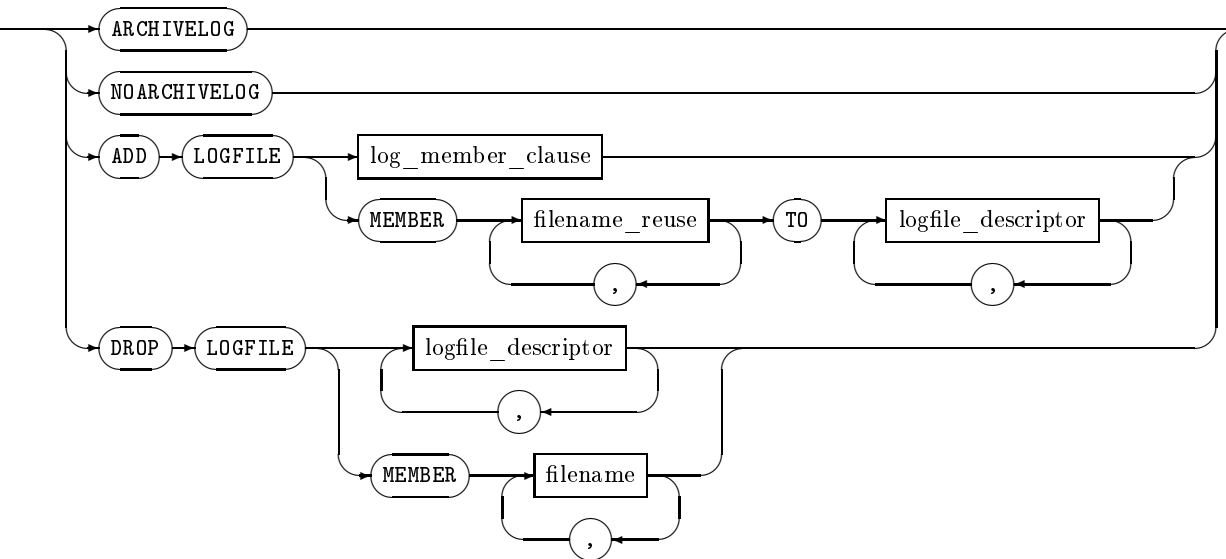 ARCHIVELOG
NOARCHIVELOG
ADD LOGFILE log_member_clause
MEMBER filename_reuse TO logfile_descriptor
, ,
DROP LOGFILE logfile_descriptor
,
MEMBER filename
,